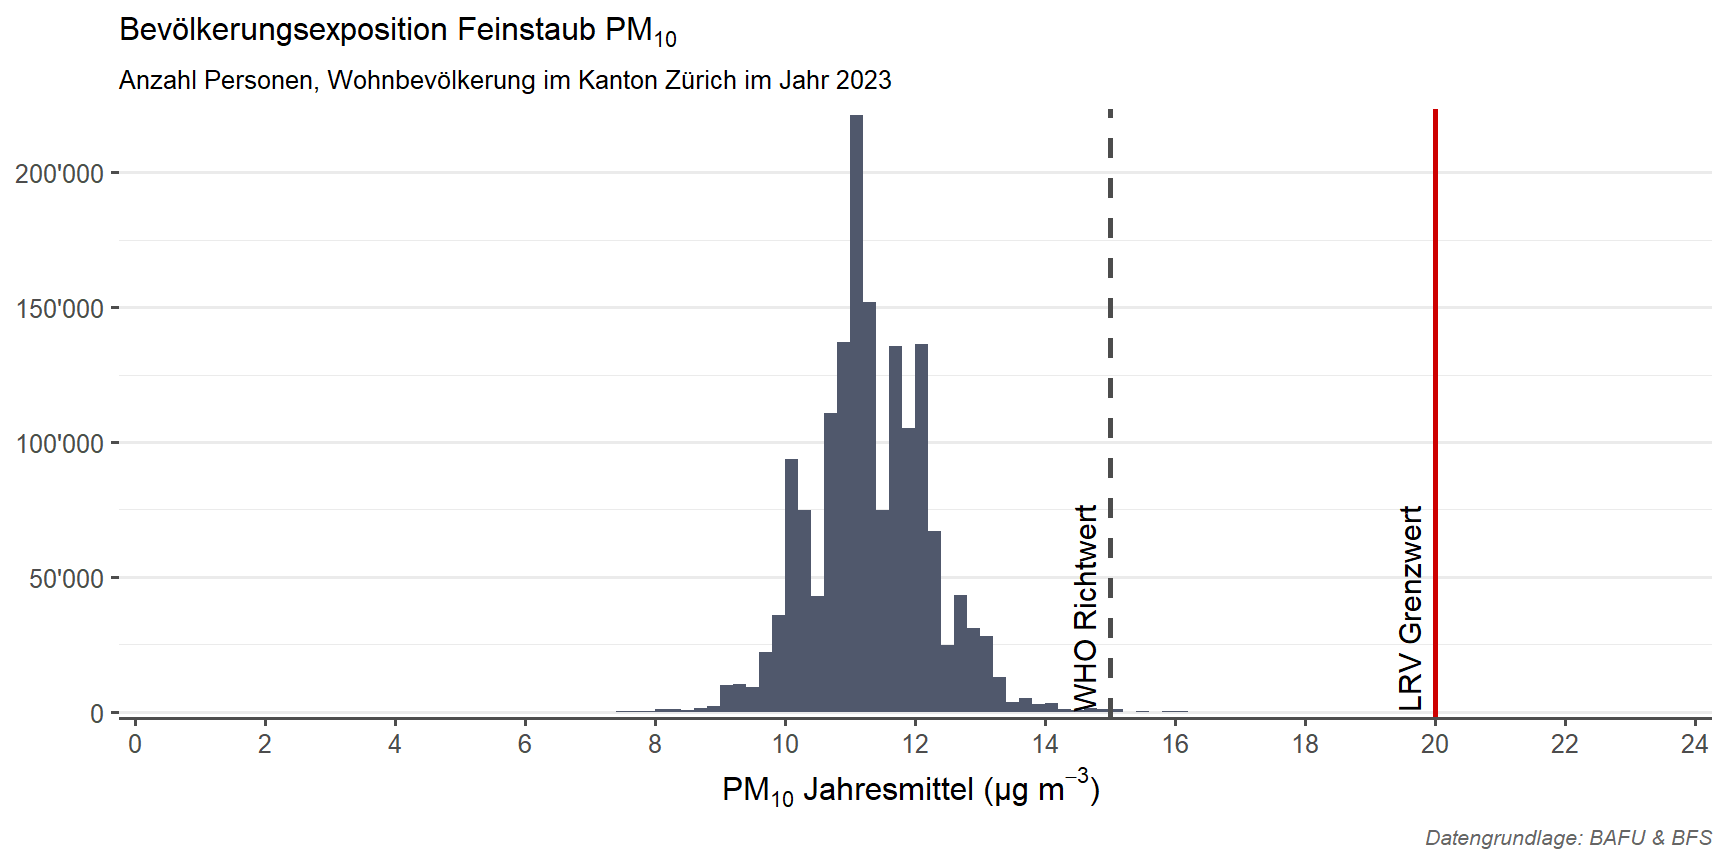 Bevölkerungsexposition Feinstaub PM₁₀
Anzahl Personen, Wohnbevölkerung im Kanton Zürich im Jahr 2023
200'000
150'000
100'000
50'000
0
WHO Richtwert
LRV Grenzwert
0 2 4 6 8 10 12 14 16 18 20 22 24
PM₁₀ Jahresmittel (µg m⁻³)
Datengrundlage: BAFU & BFS